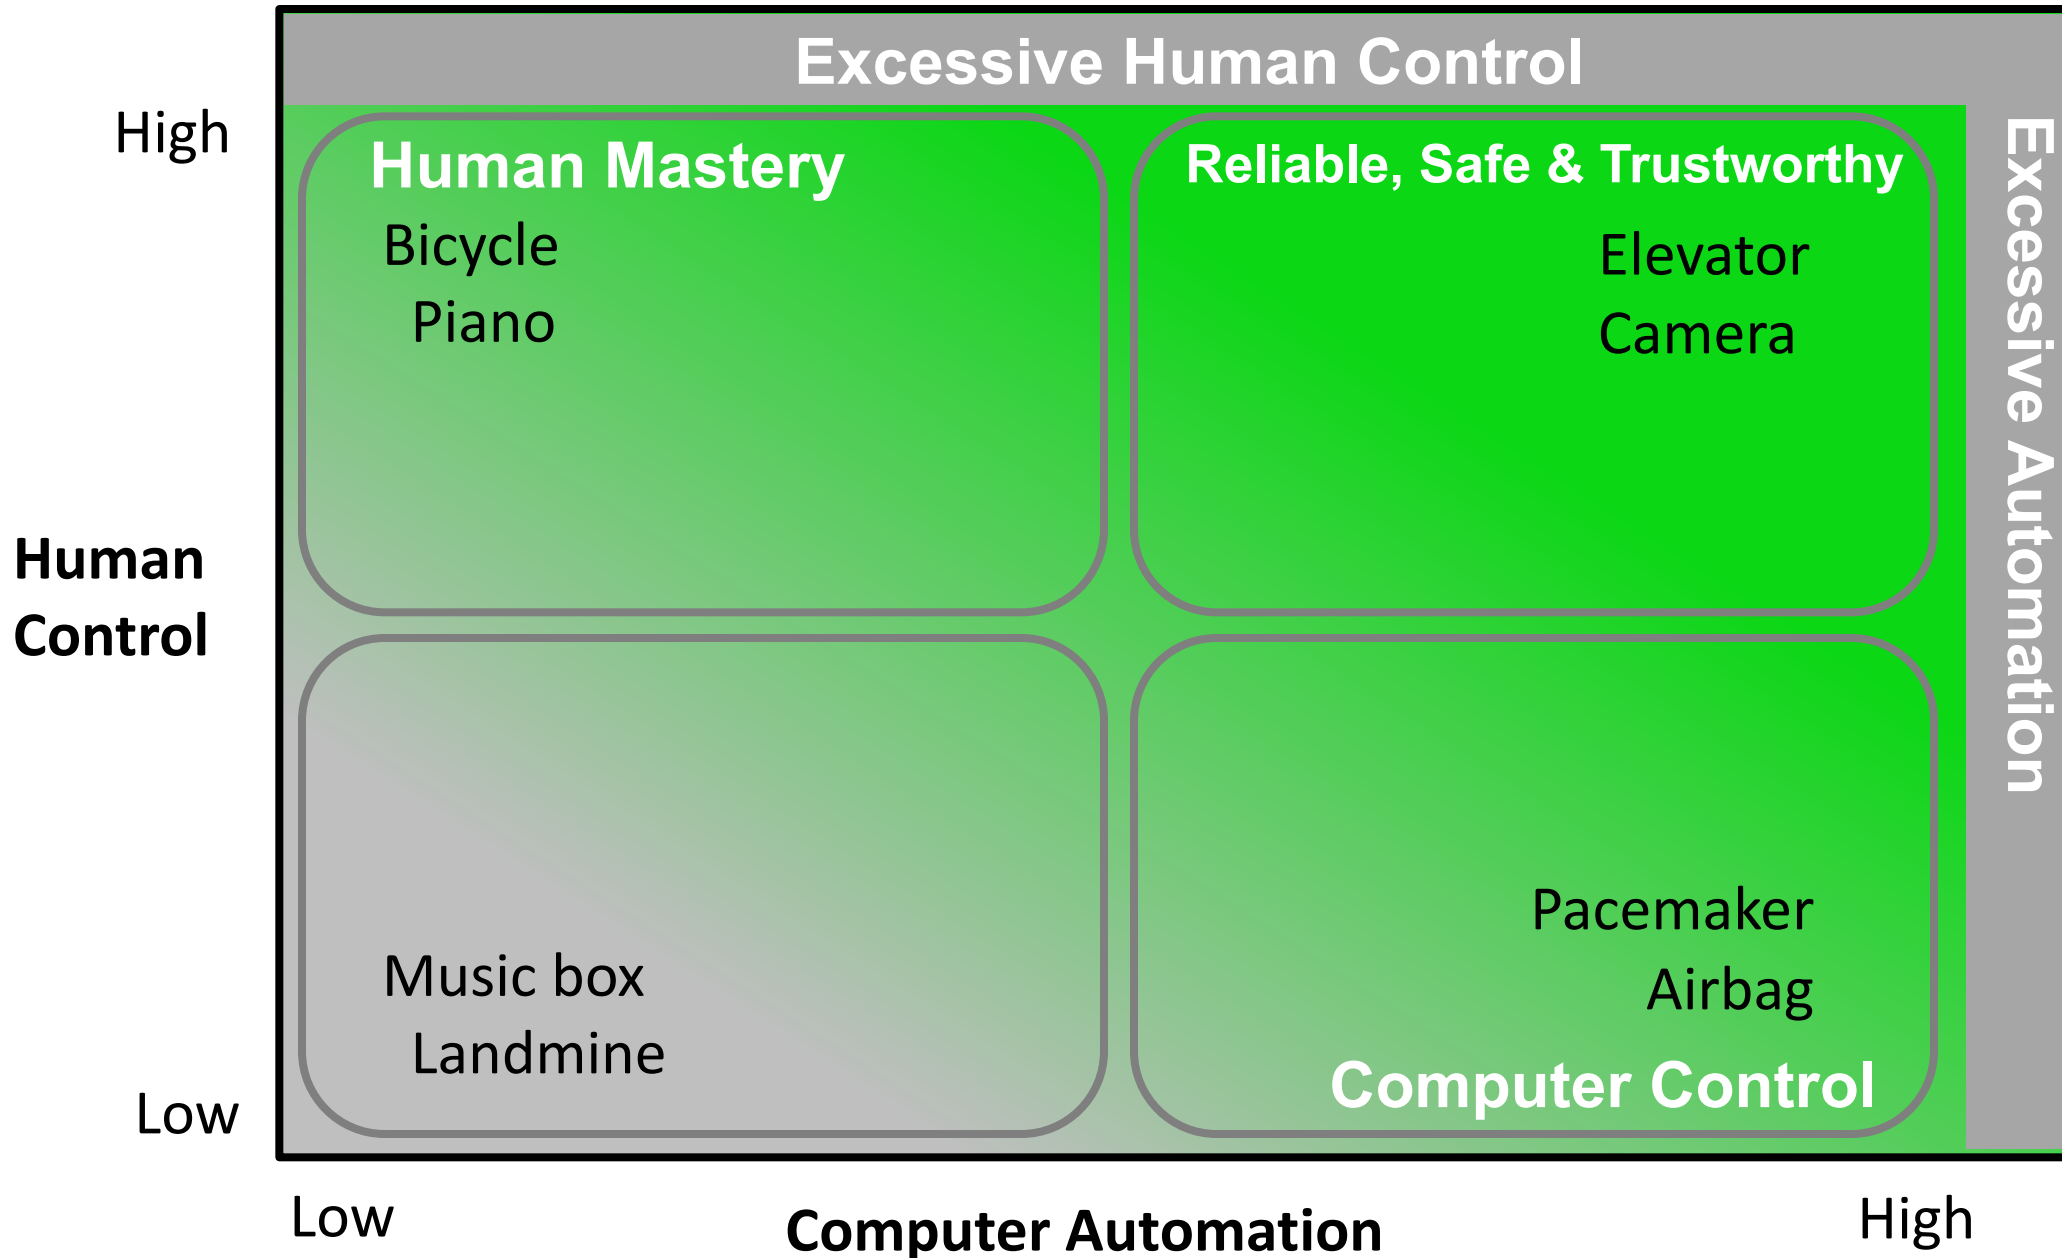 Excessive Human Control
High
Human Mastery
Bicycle
Piano
Reliable, Safe & Trustworthy
Elevator
Camera
Excessive Automation
Human
Control
Music box
Landmine
Pacemaker
Airbag
Computer Control
Low
Low
Computer Automation
High